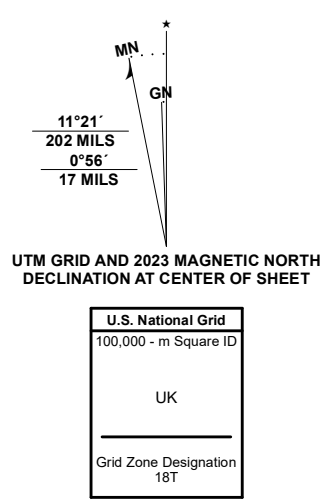 ★
MN
GN
11°21´
202 MILS
0°56´
17 MILS
UTM GRID AND 2023 MAGNETIC NORTH
DECLINATION AT CENTER OF SHEET
U.S. National Grid
100,000 - m Square ID
UK
Grid Zone Designation
18T